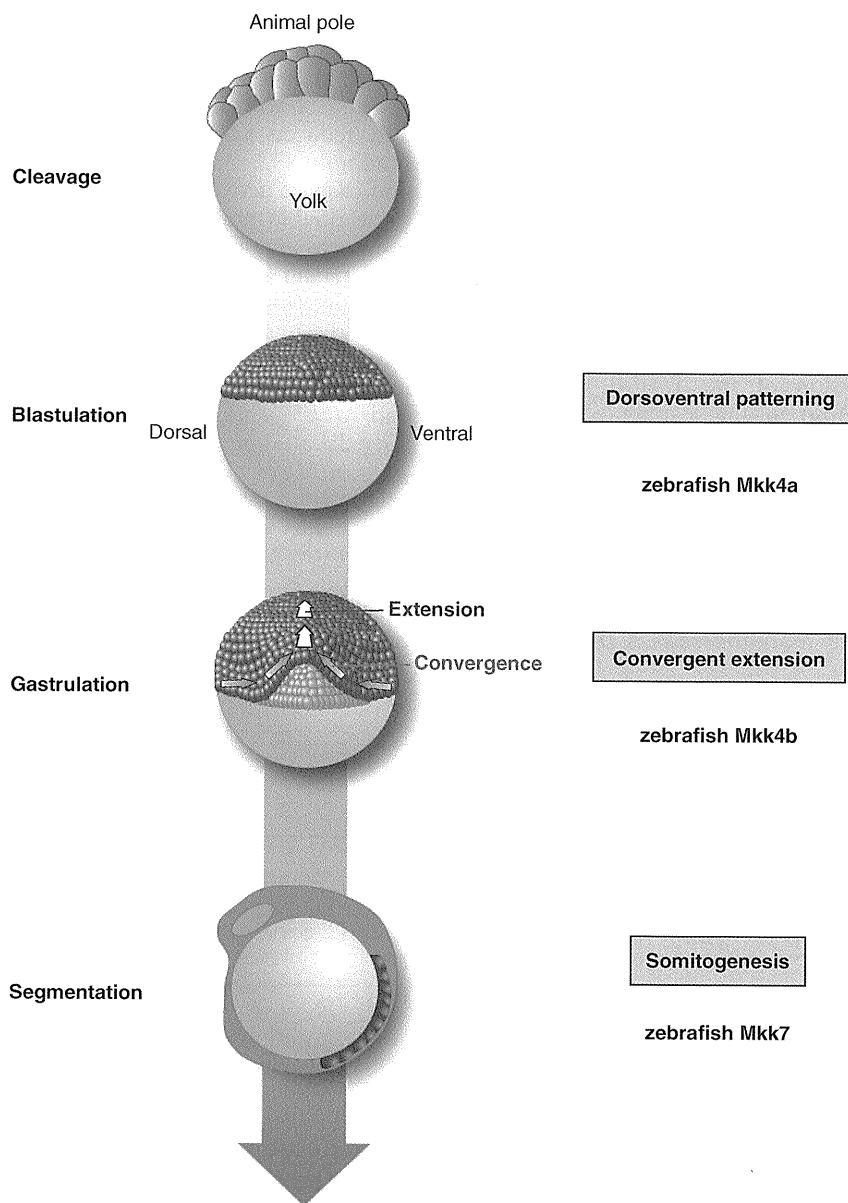 Animal pole
Cleavage
Yolk
Blastulation
Dorsal
Ventral
Dorsoventral patterning
zebrafish Mkk4a
Extension
Convergence
Gastrulation
Convergent extension
zebrafish Mkk4b
Segmentation
Somitogenesis
zebrafish Mkk7